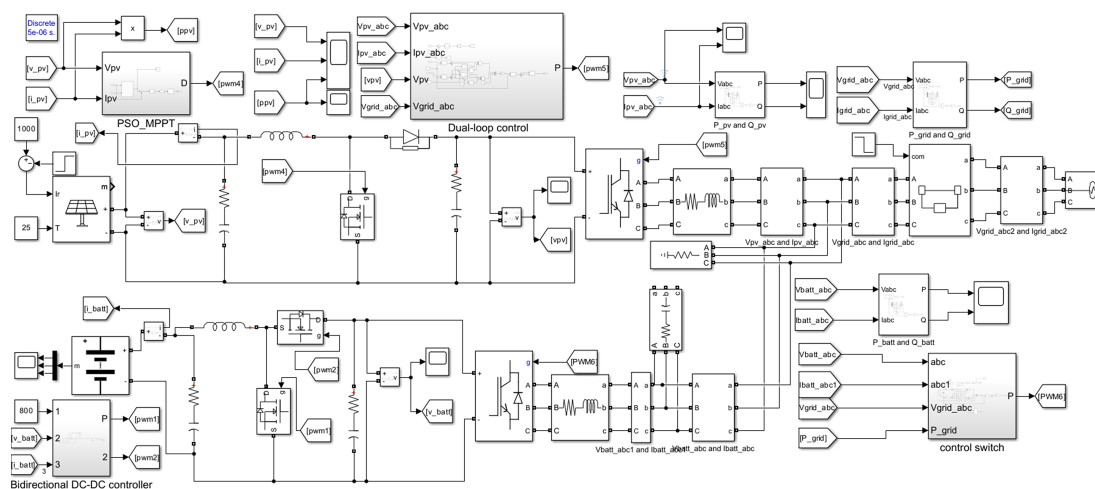 Discrete
5e-06 s.
x
[ppv]
[v_pv]
[i_pv]
Vpv
Ipv
D
[pwm4]
PSO_MPPT
[v_pv]
[i_pv]
[ppv]
Vpv_abc
Ipv_abc
[vpv]
Vgrid_abc
Vpv_abc
Ipv_abc
Vpv
Vgrid_abc
P
[pwm5]
Dual-loop control
Vpv_abc
Ipv_abc
Vabc
Iabc
P
Q
P_pv and Q_pv
Vgrid_abc
Vgrid_abc
Igrid_abc
Igrid_abc
Vabc
Iabc
P
Q
[P_grid]
[Q_grid]
P_grid and Q_grid
1000
[i_pv]
+
-
i
Ir
T
m
+
-
25
+
-
v
[v_pv]
[pwm4]
D
g
S
+
-
v
[vpv]
[pwm5]
g
+
-
A
B
C
A
B
C
a
b
c
A
B
C
a
b
c
Vpv_abc and Ipv_abc
A
B
C
a
b
c
Vgrid_abc and Igrid_abc
com
A
B
C
a
b
c
A
B
C
a
b
c
Vgrid_abc2 and Igrid_abc2
A
B
C
A
B
C
[i_batt]
+
-
i
+
-
m
S
D
g
[pwm2]
D
g
S
[pwm1]
+
-
v
[v_batt]
[PWM6]
g
+
-
A
B
C
A
B
C
a
b
c
A
B
C
a
b
c
Vbatt_abc1 and Ibatt_abc1
a
b
c
A
B
C
A
B
C
a
b
c
Vbatt_abc and Ibatt_abc
Vbatt_abc
Ibatt_abc
Vabc
Iabc
P
Q
P_batt and Q_batt
Vbatt_abc
Ibatt_abc1
Vgrid_abc
[P_grid]
abc
abc1
Vgrid_abc
P_grid
P
[PWM6]
control switch
800
[v_batt]
[i_batt]
3
1
2
3
P
2
[pwm1]
[pwm2]
Bidirectional DC-DC controller